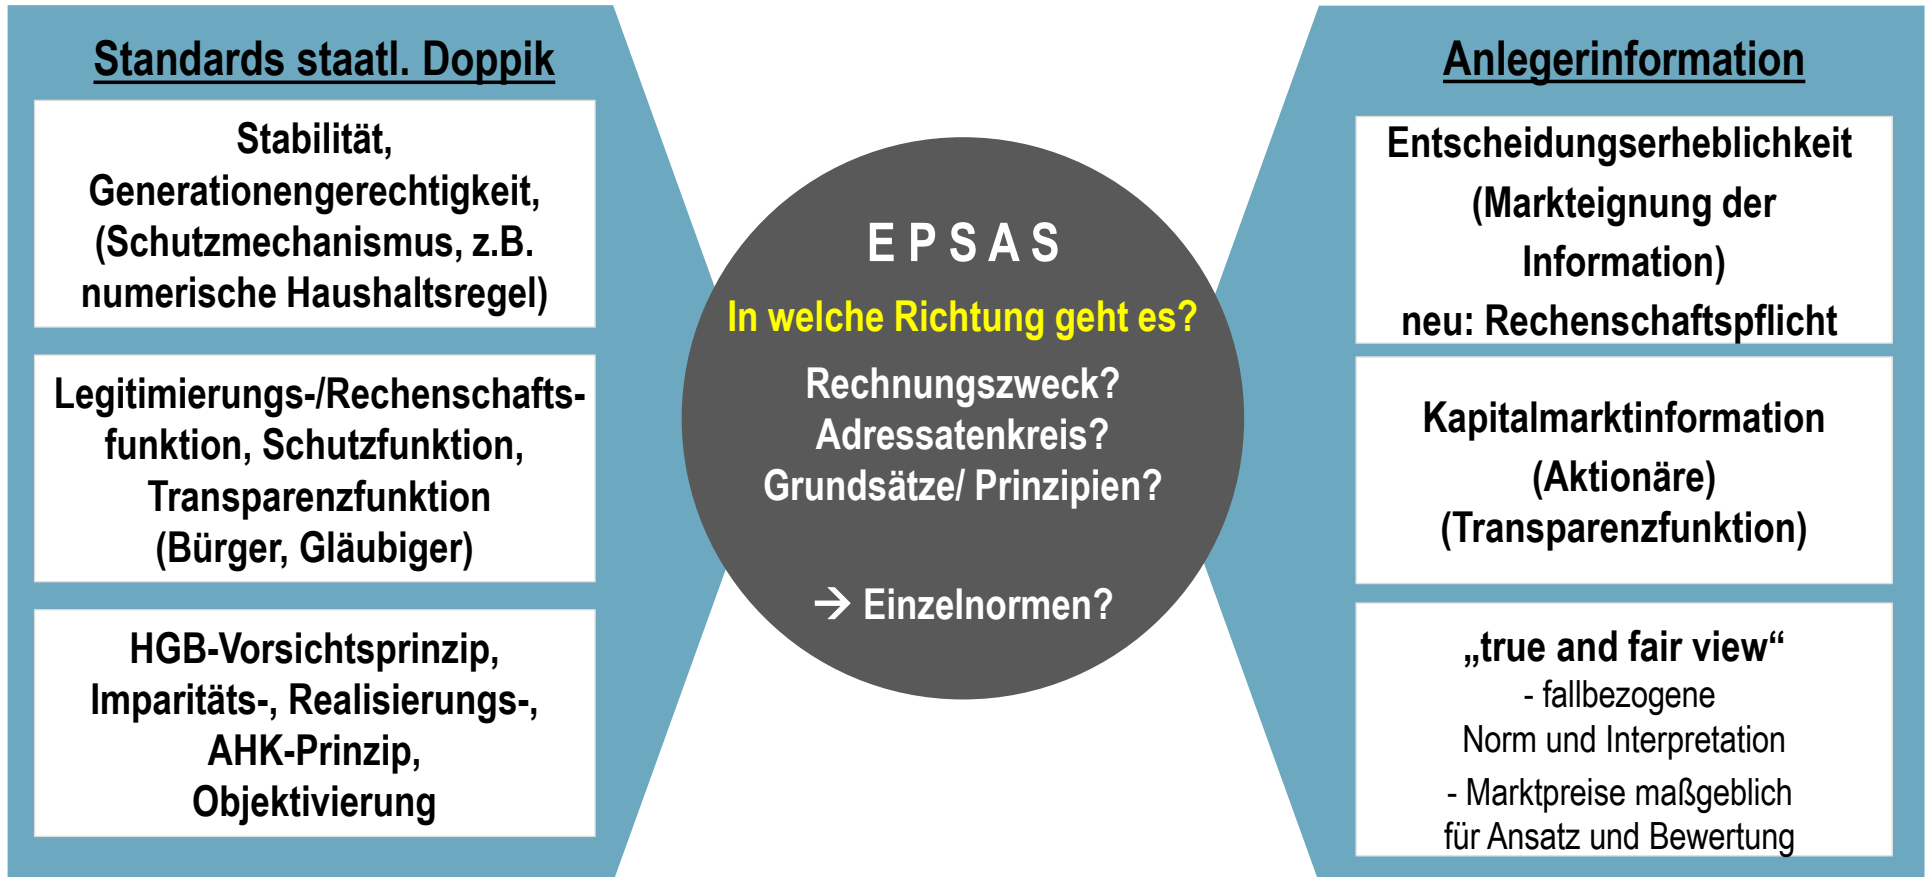 Standards staatl. Doppik
Stabilität,
Generationengerechtigkeit,
(Schutzmechanismus, z.B.
numerische Haushaltsregel)
Legitimierungs-/Rechenschafts-
funktion, Schutzfunktion,
Transparenzfunktion
(Bürger, Gläubiger)
HGB-Vorsichtsprinzip,
Imparitäts-, Realisierungs-,
AHK-Prinzip,
Objektivierung
E P S A S
In welche Richtung geht es?
Rechnungszweck?
Adressatenkreis?
Grundsätze/ Prinzipien?
→ Einzelnormen?
Anlegerinformation
Entscheidungserheblichkeit
(Markteignung der
Information)
neu: Rechenschaftspflicht
Kapitalmarktinformation
(Aktionäre)
(Transparenzfunktion)
„true and fair view“
- fallbezogene
Norm und Interpretation
- Marktpreise maßgeblich
für Ansatz und Bewertung